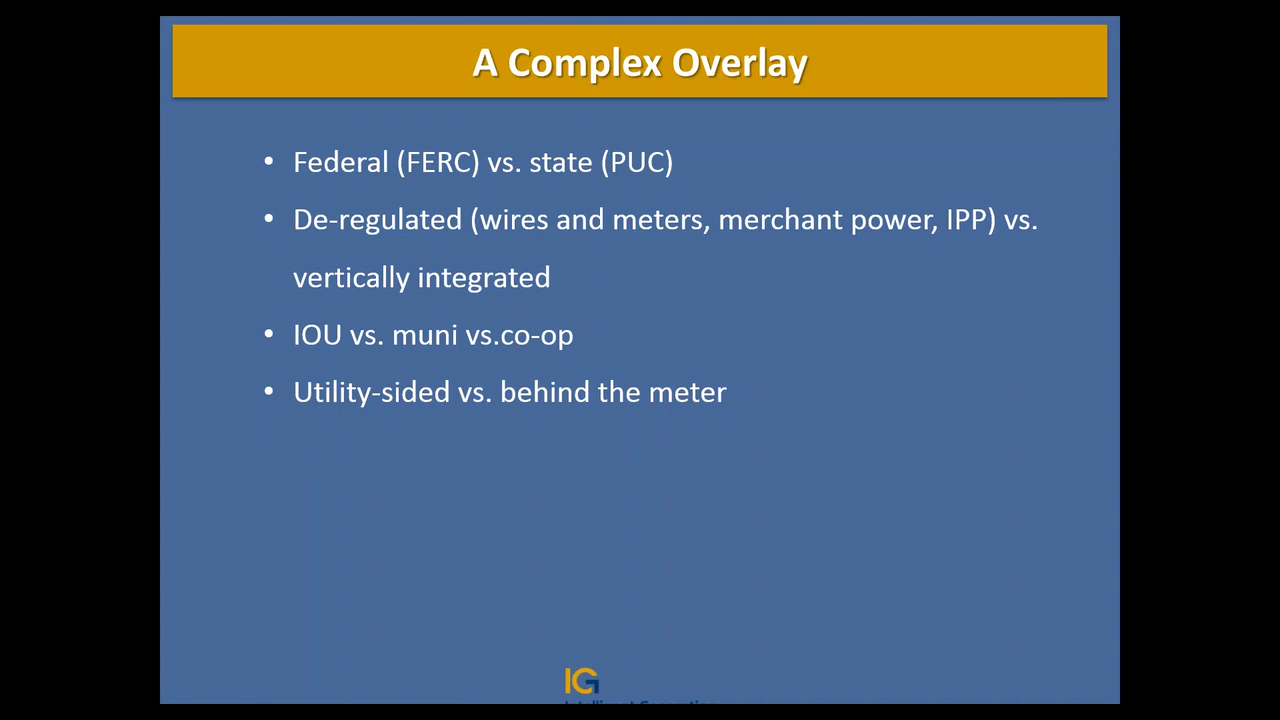 A Complex Overlay
• Federal (FERC) vs. state (PUC)
• De-regulated (wires and meters, merchant power, IPP) vs.
vertically integrated
• IOU vs. muni vs.co-op
• Utility-sided vs. behind the meter
IG